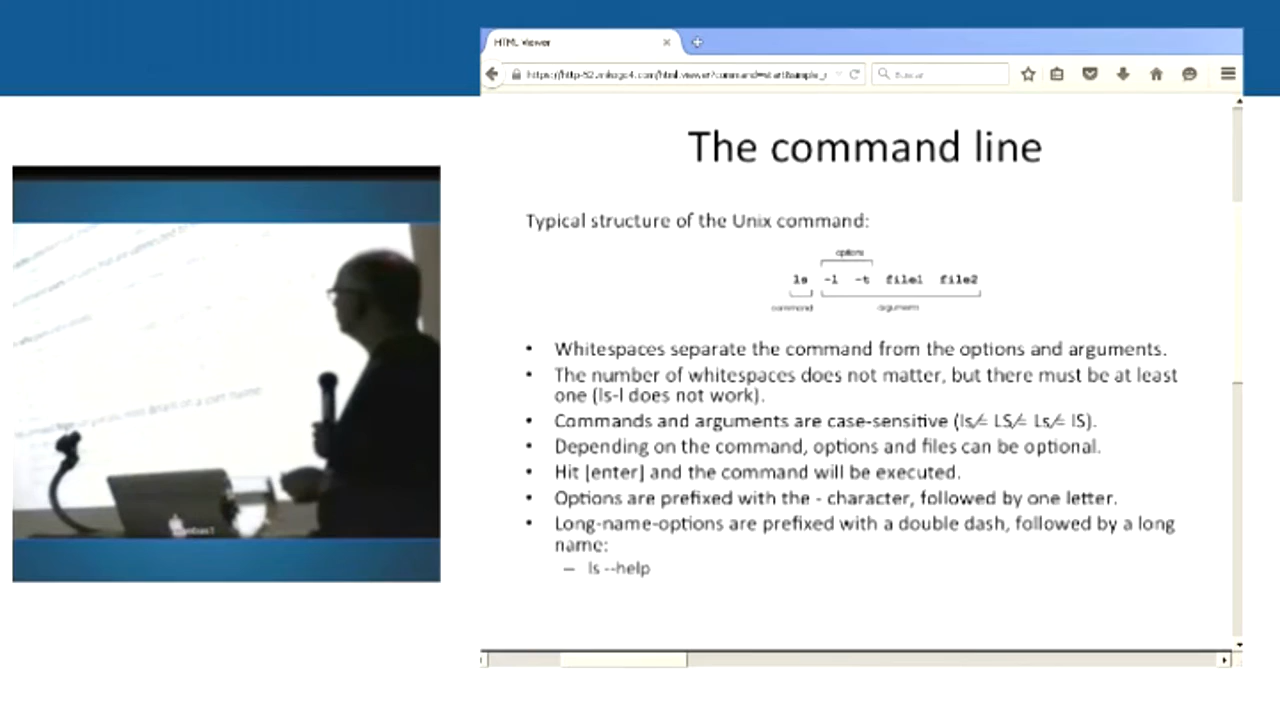 HTML viewer
The command line
Typical structure of the Unix command:
options
ls -l -t file1 file2
command arguments
• Whitespaces separate the command from the options and arguments.
• The number of whitespaces does not matter, but there must be at least
one (ls-l does not work).
• Commands and arguments are case-sensitive (ls≠ LS≠ Ls≠ lS).
• Depending on the command, options and files can be optional.
• Hit [enter] and the command will be executed.
• Options are prefixed with the - character, followed by one letter.
• Long-name-options are prefixed with a double dash, followed by a long
name:
– ls --help